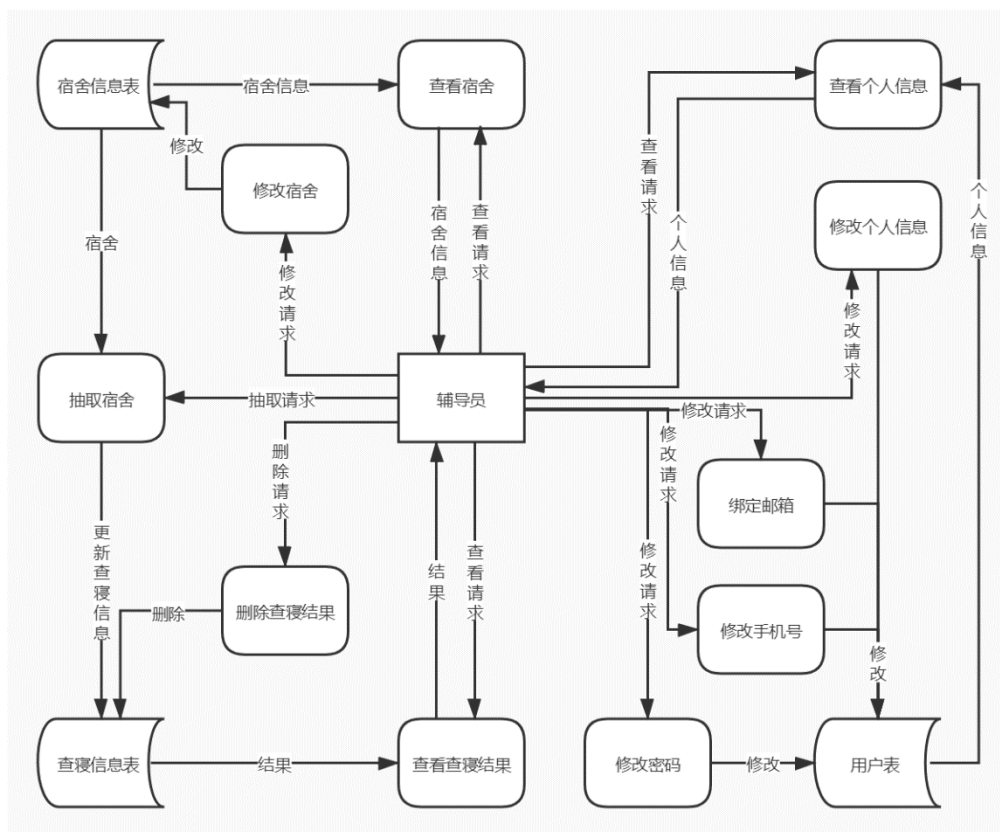 宿舍信息表
宿舍信息
查看宿舍
查看个人信息
修改
修改宿舍
查看请求
个人信息
修改个人信息
个人信息
宿舍
宿舍信息
查看请求
修改请求
修改请求
抽取宿舍
抽取请求
辅导员
修改请求
修改请求
删除请求
绑定邮箱
更新查寝信息
结果
查看请求
修改请求
删除
删除查寝结果
修改手机号
修改
查寝信息表
结果
查看查寝结果
修改密码
修改
用户表